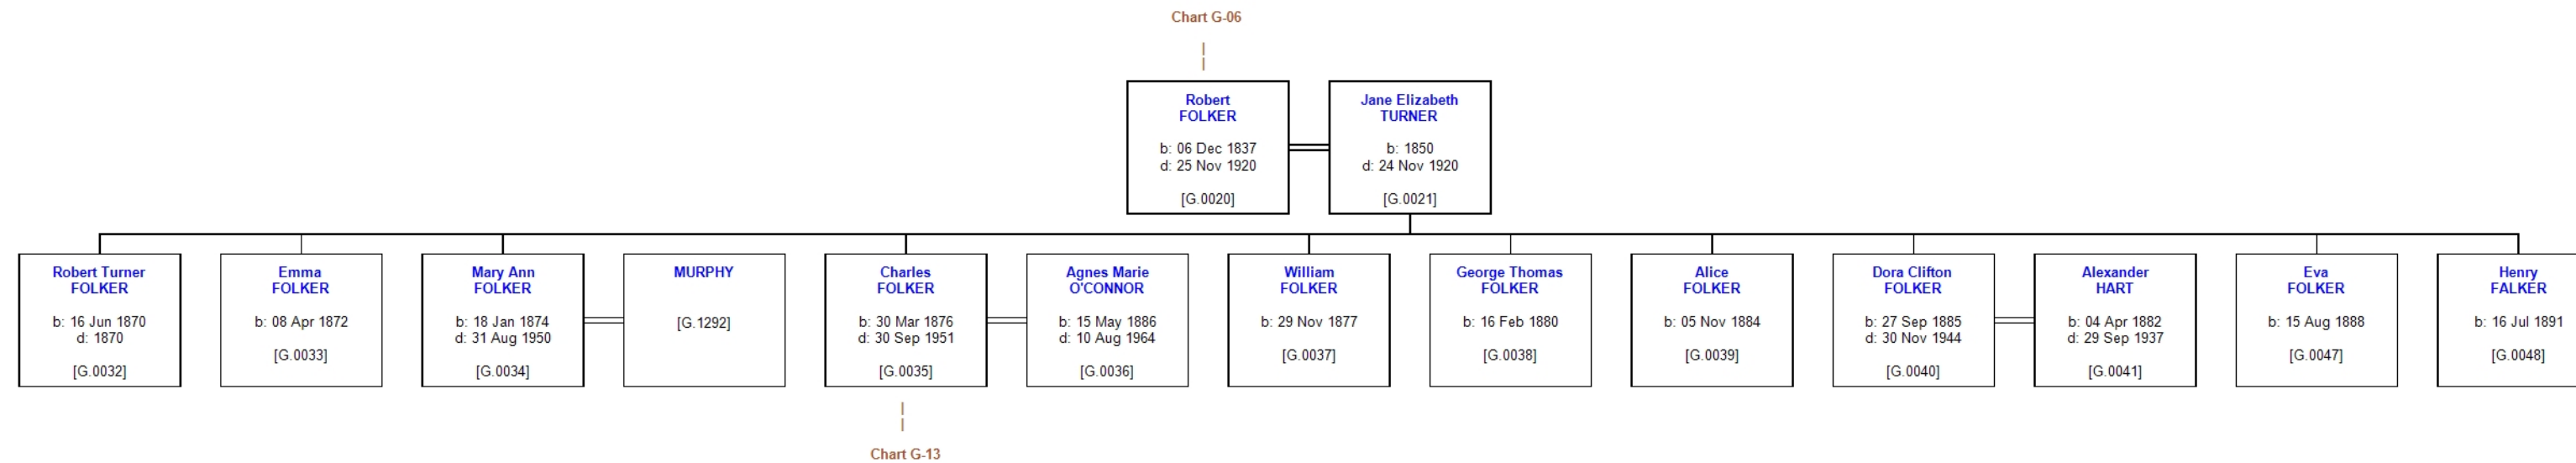 Chart G-06
Robert
FOLKER
b: 06 Dec 1837
d: 25 Nov 1920
[G.0020]
Jane Elizabeth
TURNER
b: 1850
d: 24 Nov 1920
[G.0021]
Robert Turner
FOLKER
b: 16 Jun 1870
d: 1870
[G.0032]
Emma
FOLKER
b: 08 Apr 1872
[G.0033]
Mary Ann
FOLKER
b: 18 Jan 1874
d: 31 Aug 1950
[G.0034]
MURPHY
[G.1292]
Charles
FOLKER
b: 30 Mar 1876
d: 30 Sep 1951
[G.0035]
Agnes Marie
O'CONNOR
b: 15 May 1886
d: 10 Aug 1964
[G.0036]
William
FOLKER
b: 29 Nov 1877
[G.0037]
George Thomas
FOLKER
b: 16 Feb 1880
[G.0038]
Alice
FOLKER
b: 05 Nov 1884
[G.0039]
Dora Clifton
FOLKER
b: 27 Sep 1885
d: 30 Nov 1944
[G.0040]
Alexander
HART
b: 04 Apr 1882
d: 29 Sep 1937
[G.0041]
Eva
FOLKER
b: 15 Aug 1888
[G.0047]
Henry
FALKER
b: 16 Jul 1891
[G.0048]
Chart G-13